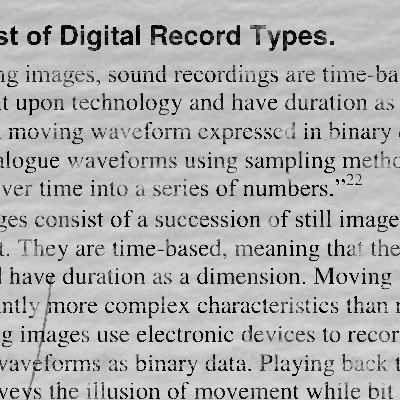 st of Digital Record Types.
ng images, sound recordings are time-ba
t upon technology and have duration as
moving waveform expressed in binary
alogue waveforms using sampling metho
ver time into a series of numbers.”22
ges consist of a succession of still image
t. They are time-based, meaning that the
d have duration as a dimension. Moving
antly more complex characteristics than
g images use electronic devices to recor
waveforms as binary data. Playing back t
veys the illusion of movement while bit